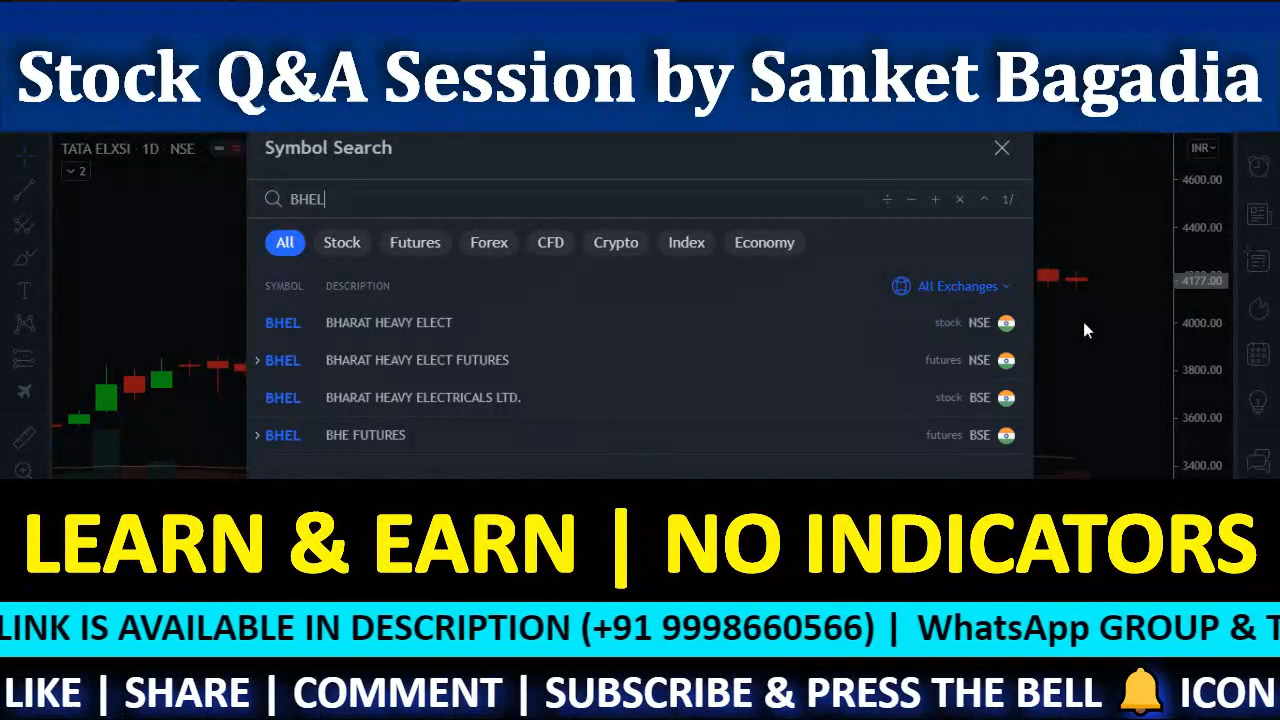 Stock Q&A Session by Sanket Bagadia
TATA ELXSI 1D NSE
2
Symbol Search
INR
BHEL
÷ − + × ^ 1/
All Stock Futures Forex CFD Crypto Index Economy
SYMBOL DESCRIPTION All Exchanges
BHEL BHARAT HEAVY ELECT stock NSE
BHEL BHARAT HEAVY ELECT FUTURES futures NSE
BHEL BHARAT HEAVY ELECTRICALS LTD. stock BSE
BHEL BHE FUTURES futures BSE
4600.00
4400.00
4177.00
4000.00
3800.00
3600.00
3400.00
LEARN & EARN | NO INDICATORS
LINK IS AVAILABLE IN DESCRIPTION (+91 9998660566) | WhatsApp GROUP & T
LIKE | SHARE | COMMENT | SUBSCRIBE & PRESS THE BELL 🔔 ICON